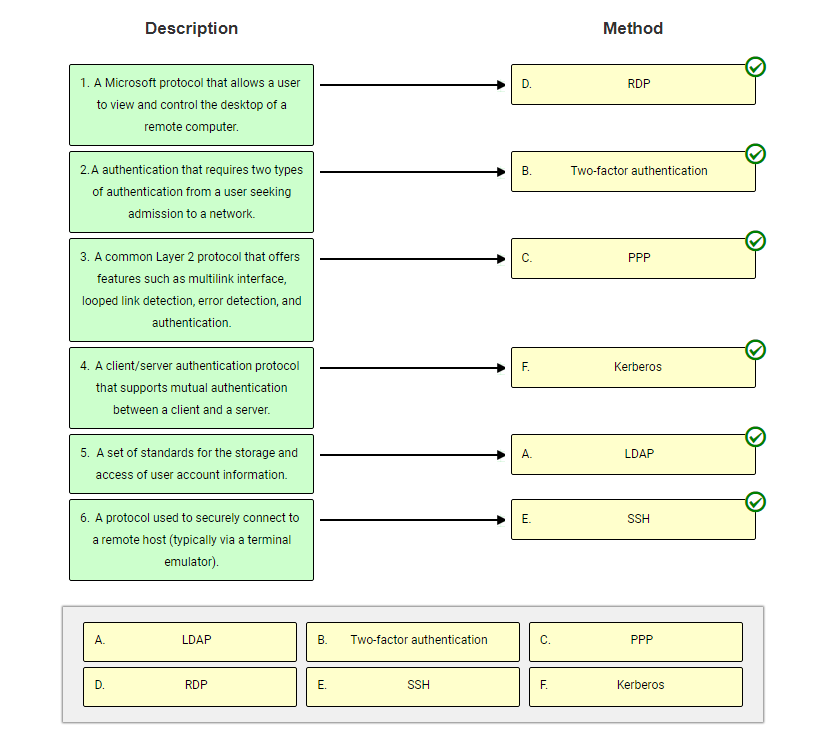 Description
Method
1. A Microsoft protocol that allows a user
to view and control the desktop of a
remote computer.
D. RDP
2.A authentication that requires two types
of authentication from a user seeking
admission to a network.
B. Two-factor authentication
3. A common Layer 2 protocol that offers
features such as multilink interface,
looped link detection, error detection, and
authentication.
C. PPP
4. A client/server authentication protocol
that supports mutual authentication
between a client and a server.
F. Kerberos
5. A set of standards for the storage and
access of user account information.
A. LDAP
6. A protocol used to securely connect to
a remote host (typically via a terminal
emulator).
E. SSH
A. LDAP
B. Two-factor authentication
C. PPP
D. RDP
E. SSH
F. Kerberos